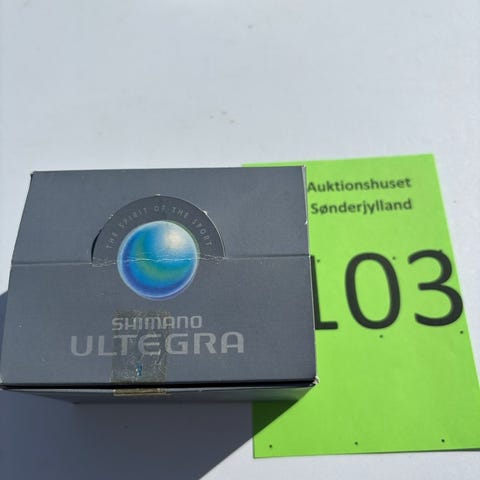 THE SPIRIT OF THE SPORT
SHIMANO
ULTEGRA
Auktionshuset
Sønderjylland
103